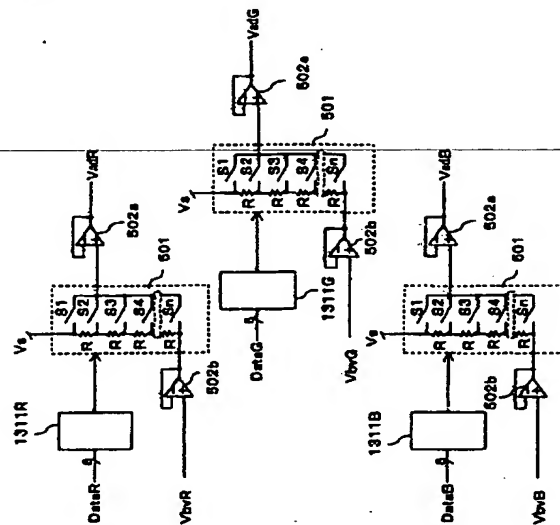 Vs
S1
S2
S3
S4
Sn
R
R
R
R
501
502a
VadR
1311R
DataR
502b
VbvR
Vs
S1
S2
S3
S4
Sn
R
R
R
R
501
502a
VadG
1311G
DataG
502b
VbvG
Vs
S1
S2
S3
S4
Sn
R
R
R
R
501
502a
VadB
1311B
DataB
502b
VbvB